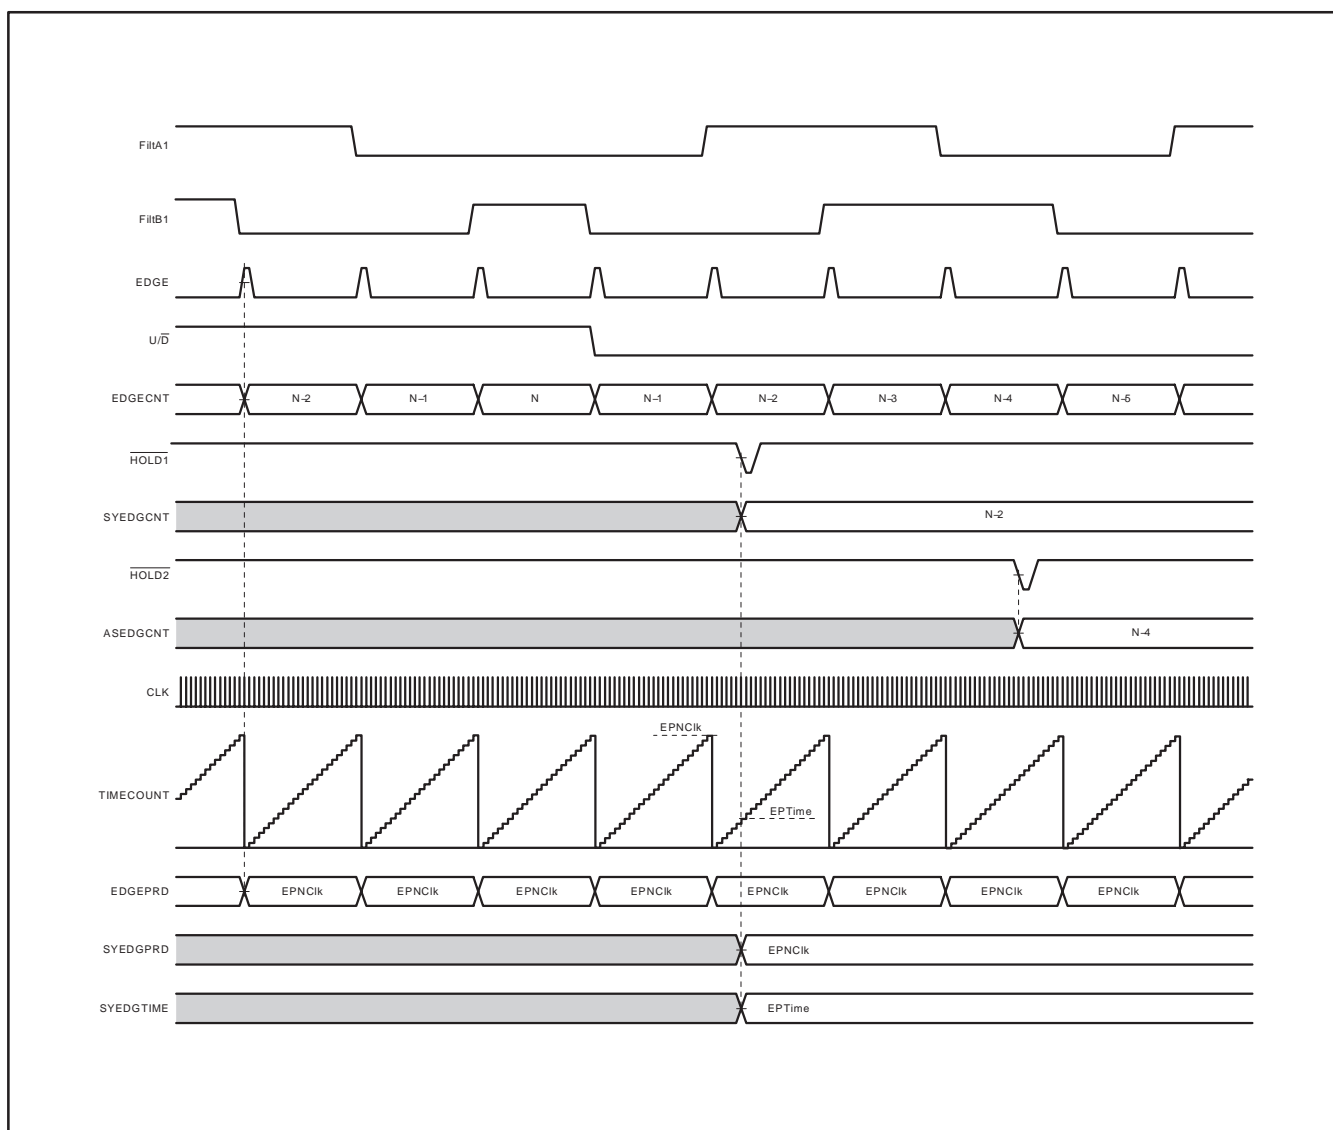 FiltA1
FiltB1
EDGE
U/D̅
EDGECNT N–2 N–1 N N–1 N–2 N–3 N–4 N–5
HOLD1
SYEDGCNT N–2
HOLD2
ASEDGCNT N–4
CLK
EPNClk
TIMECOUNT
EPTime
EDGEPRD EPNClk EPNClk EPNClk EPNClk EPNClk EPNClk EPNClk EPNClk
SYEDGPRD EPNClk
SYEDGTIME EPTime